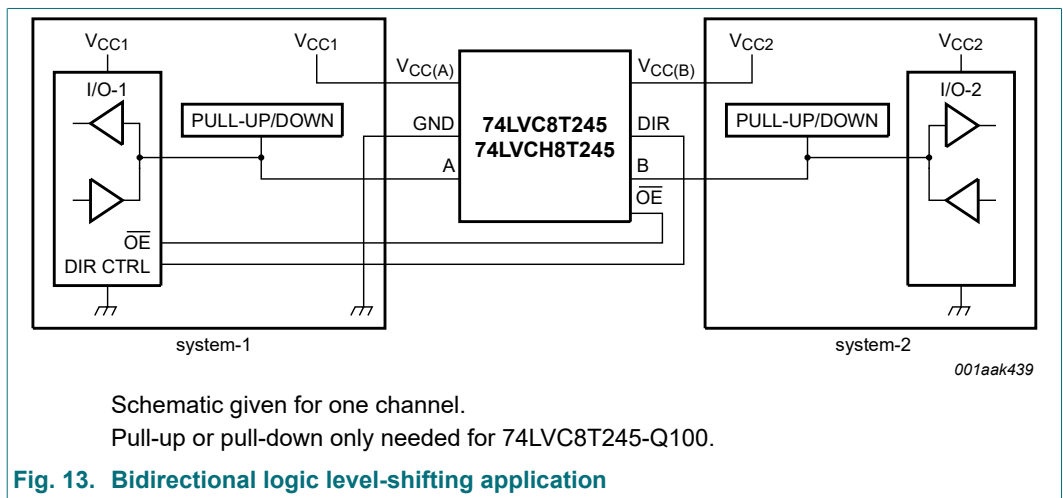 VCC1
VCC1
VCC2
VCC2
VCC(A)
VCC(B)
I/O-1
I/O-2
PULL-UP/DOWN
PULL-UP/DOWN
GND
74LVC8T245
74LVCH8T245
DIR
A
B
OE
OE
DIR CTRL
system-1
system-2
001aak439
Schematic given for one channel.
Pull-up or pull-down only needed for 74LVC8T245-Q100.
Fig. 13. Bidirectional logic level-shifting application